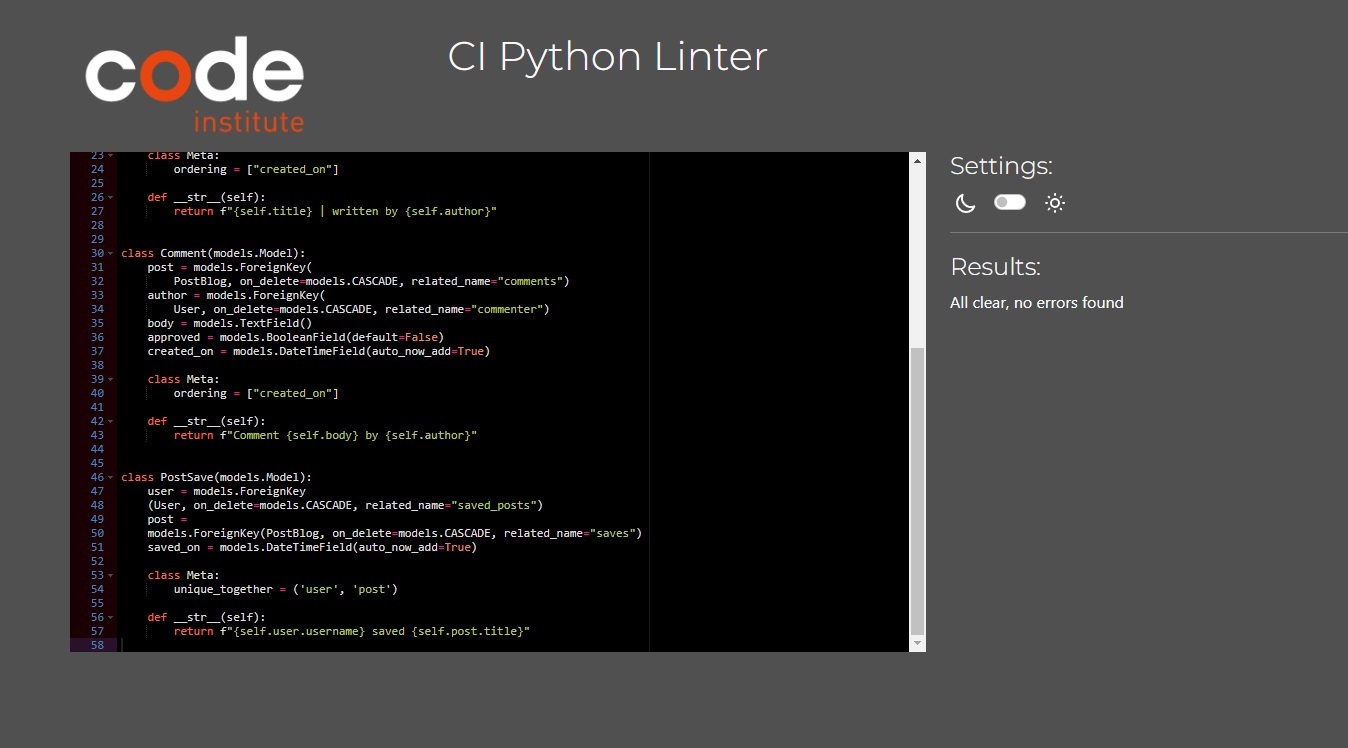 code
institute
CI Python Linter
23 class Meta:
24 ordering = ["created_on"]
25
26 def __str__(self):
27 return f"{self.title} | written by {self.author}"
28
29
30 class Comment(models.Model):
31 post = models.ForeignKey(
32 PostBlog, on_delete=models.CASCADE, related_name="comments")
33 author = models.ForeignKey(
34 User, on_delete=models.CASCADE, related_name="commenter")
35 body = models.TextField()
36 approved = models.BooleanField(default=False)
37 created_on = models.DateTimeField(auto_now_add=True)
38
39 class Meta:
40 ordering = ["created_on"]
41
42 def __str__(self):
43 return f"Comment {self.body} by {self.author}"
44
45
46 class PostSave(models.Model):
47 user = models.ForeignKey
48 (User, on_delete=models.CASCADE, related_name="saved_posts")
49 post =
50 models.ForeignKey(PostBlog, on_delete=models.CASCADE, related_name="saves")
51 saved_on = models.DateTimeField(auto_now_add=True)
52
53 class Meta:
54 unique_together = ('user', 'post')
55
56 def __str__(self):
57 return f"{self.user.username} saved {self.post.title}"
58
Settings:
Results:
All clear, no errors found